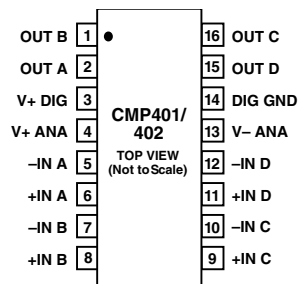 OUT B 1 16 OUT C
OUT A 2 15 OUT D
V+ DIG 3 14 DIG GND
V+ ANA 4 13 V– ANA
–IN A 5 12 –IN D
+IN A 6 11 +IN D
–IN B 7 10 –IN C
+IN B 8 9 +IN C
CMP401/
402
TOP VIEW
(Not to Scale)